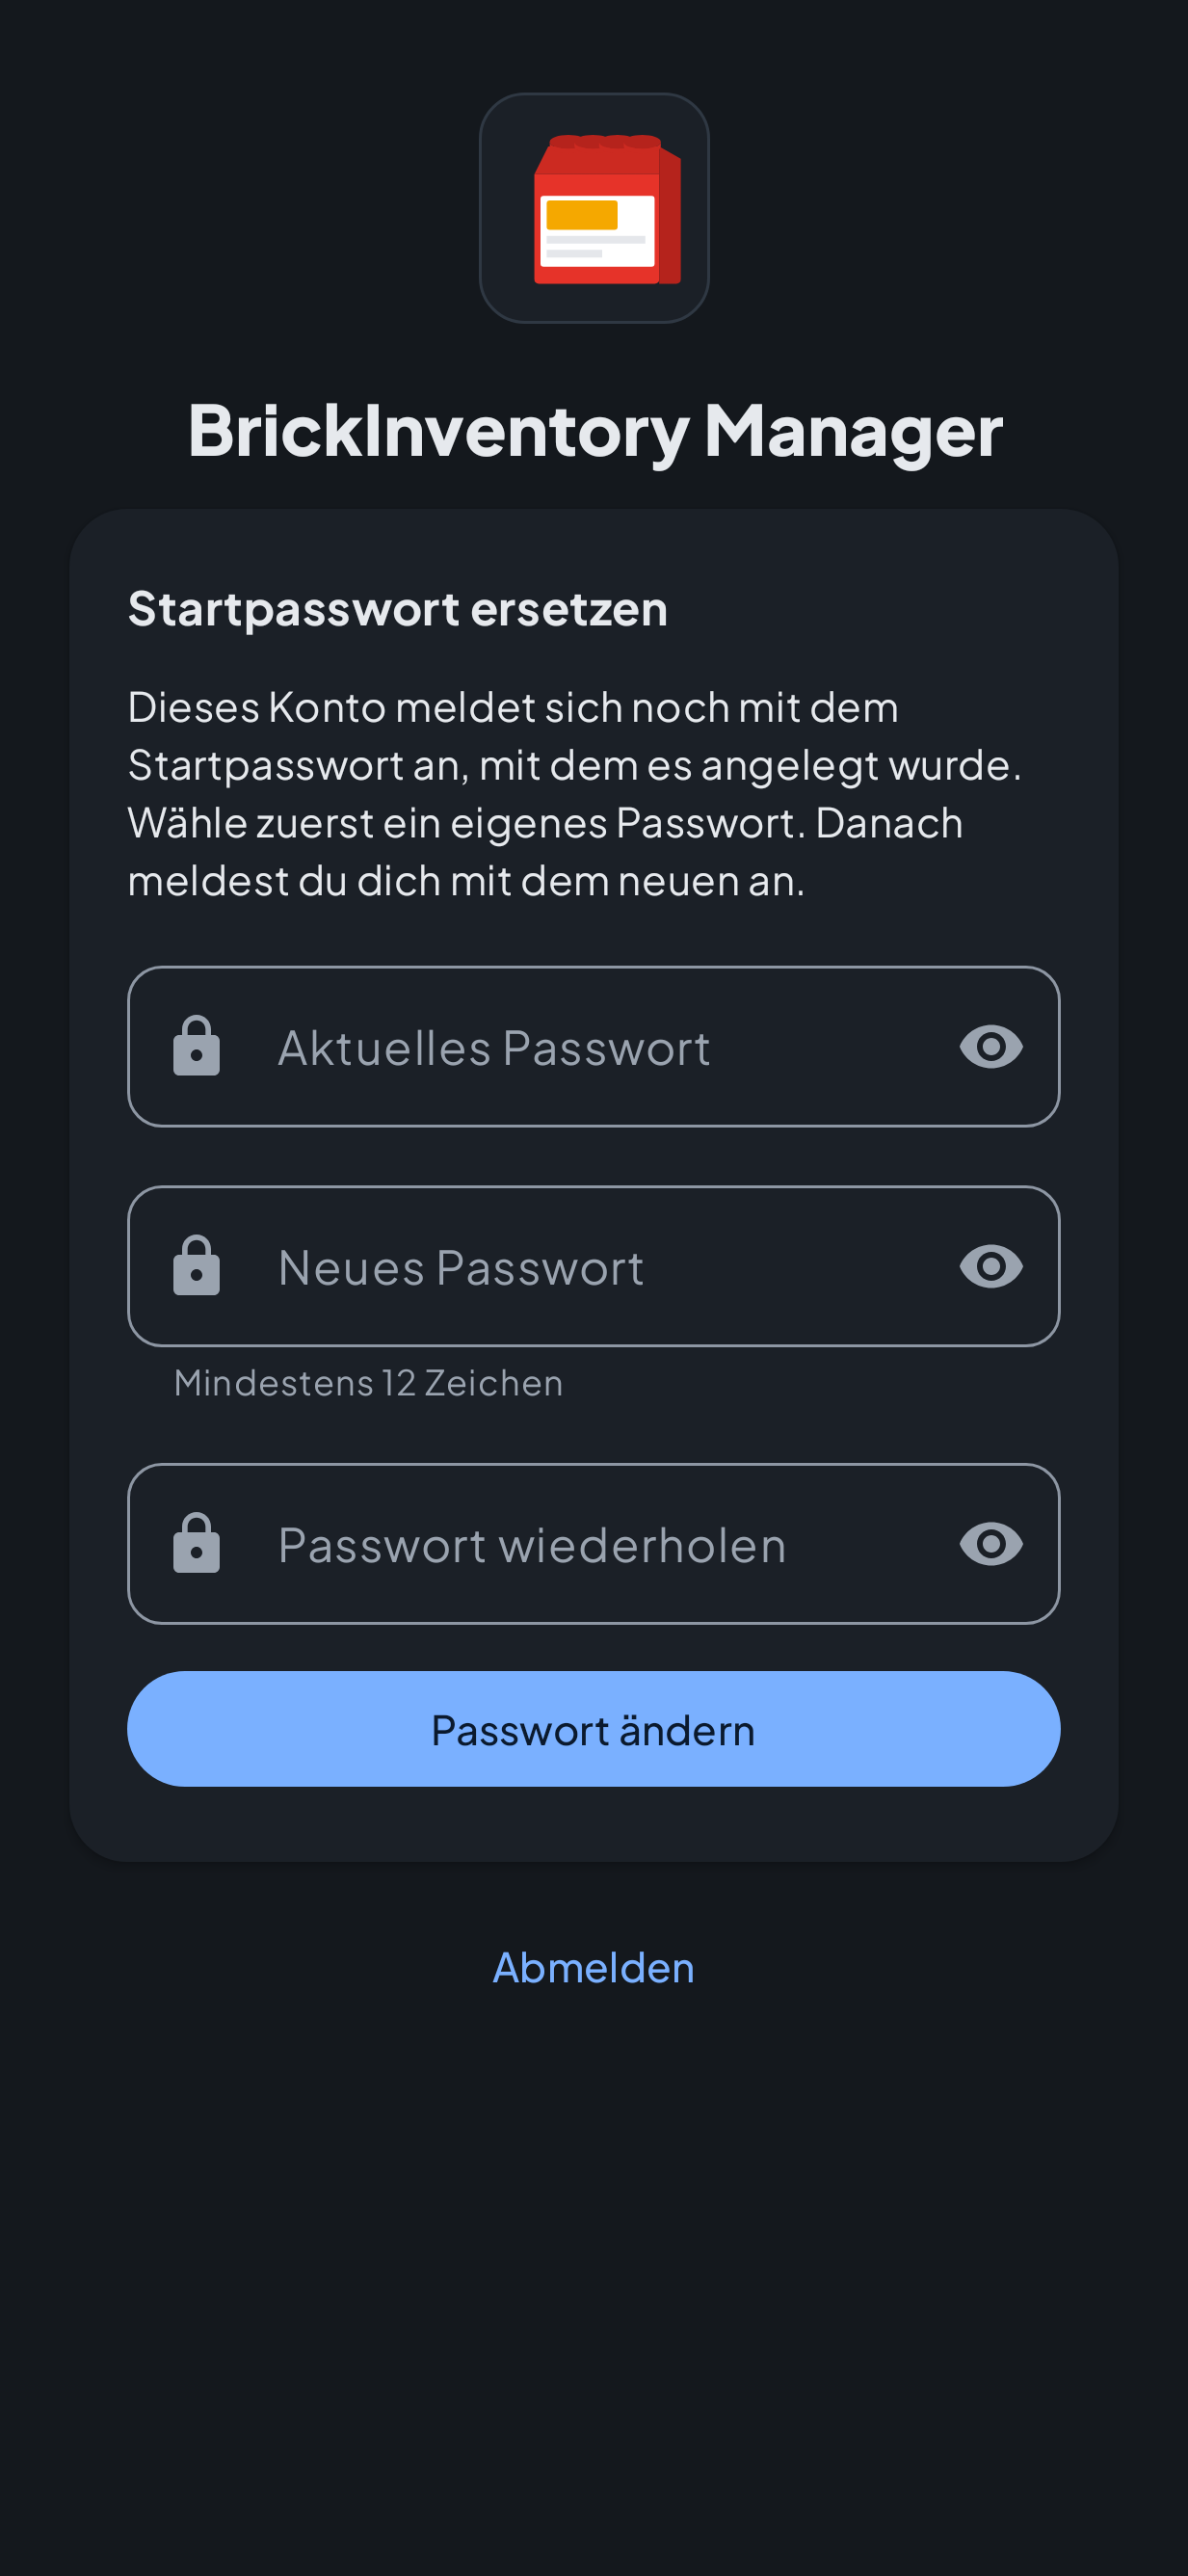 BrickInventory Manager
Startpasswort ersetzen
Dieses Konto meldet sich noch mit dem
Startpasswort an, mit dem es angelegt wurde.
Wähle zuerst ein eigenes Passwort. Danach
meldest du dich mit dem neuen an.
Aktuelles Passwort
Neues Passwort
Mindestens 12 Zeichen
Passwort wiederholen
Passwort ändern
Abmelden